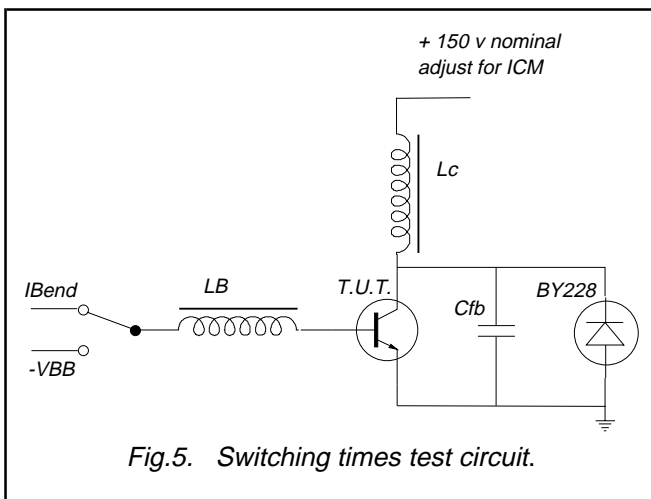 + 150 v nominal
adjust for ICM
Lc
IBend
LB
T.U.T.
Cfb
BY228
-VBB
Fig.5. Switching times test circuit.